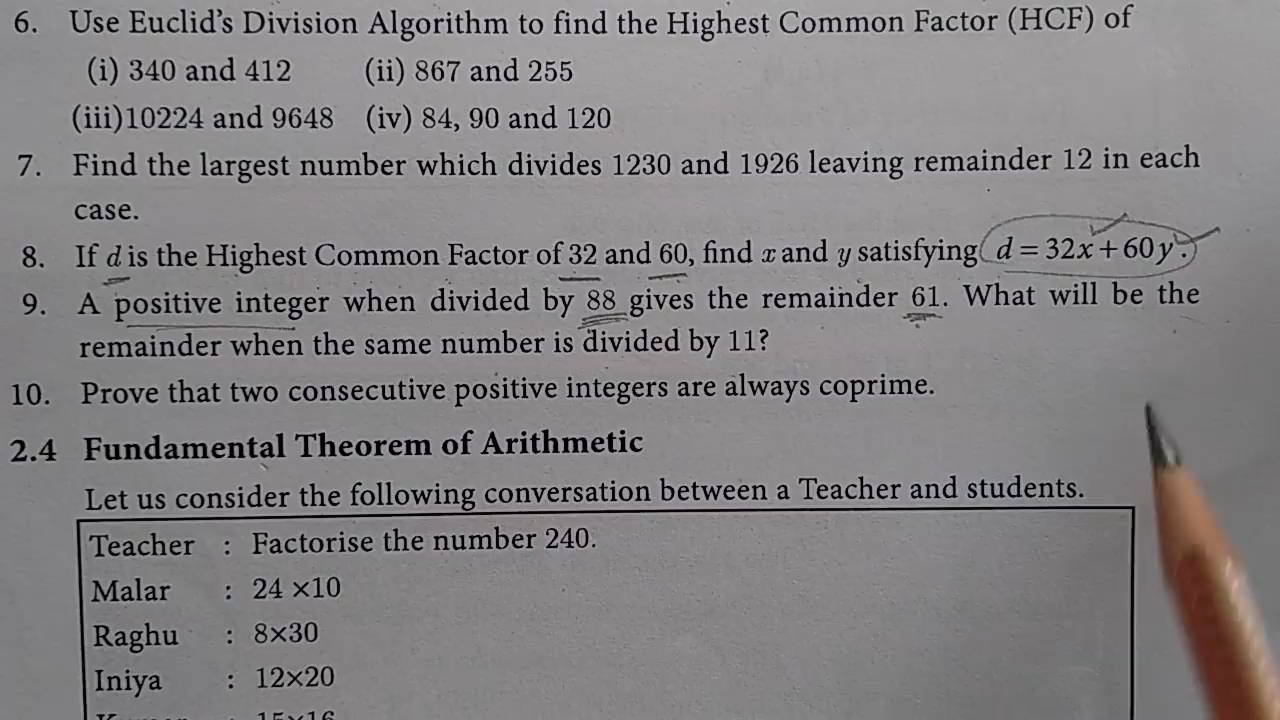 6. Use Euclid's Division Algorithm to find the Highest Common Factor (HCF) of
(i) 340 and 412 (ii) 867 and 255
(iii)10224 and 9648 (iv) 84, 90 and 120
7. Find the largest number which divides 1230 and 1926 leaving remainder 12 in each
case.
8. If d is the Highest Common Factor of 32 and 60, find x and y satisfying d = 32x + 60y.
9. A positive integer when divided by 88 gives the remainder 61. What will be the
remainder when the same number is divided by 11?
10. Prove that two consecutive positive integers are always coprime.
2.4 Fundamental Theorem of Arithmetic
Let us consider the following conversation between a Teacher and students.
Teacher : Factorise the number 240.
Malar : 24 ×10
Raghu : 8×30
Iniya : 12×20
: 15×16